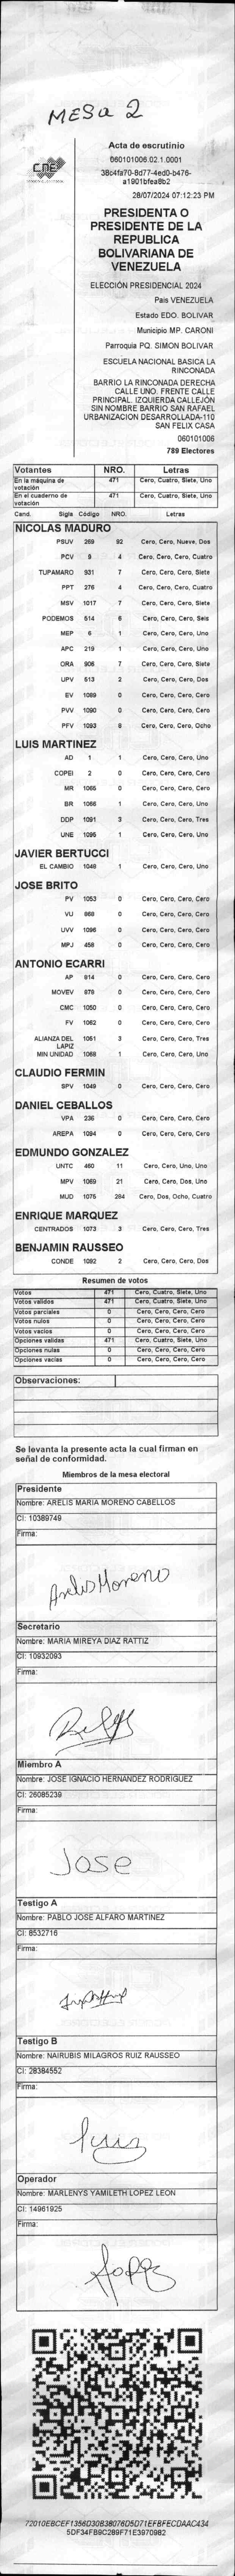 MESa 2
CNE
Acta de escrutinio
060101006.02.1.0001
38c4fa70-8d77-4ed0-b476-
a1901bfea8b2
28/07/2024 07:12:23 PM
PRESIDENTA O
PRESIDENTE DE LA
REPUBLICA
BOLIVARIANA DE
VENEZUELA
ELECCIÓN PRESIDENCIAL 2024
Pais VENEZUELA
Estado EDO. BOLIVAR
Municipio MP. CARONI
Parroquia PQ. SIMON BOLIVAR
ESCUELA NACIONAL BASICA LA
RINCONADA
BARRIO LA RINCONADA DERECHA
CALLE UNO. FRENTE CALLE
PRINCIPAL. IZQUIERDA CALLEJÓN
SIN NOMBRE BARRIO SAN RAFAEL
URBANIZACION DESARROLLADA-110
SAN FELIX CASA
060101006
789 Electores
Votantes NRO. Letras
En la máquina de votación 471 Cero, Cuatro, Siete, Uno
En el cuaderno de votación 471 Cero, Cuatro, Siete, Uno
Cand. Sigla Código NRO. Letras
NICOLAS MADURO
PSUV 269 92 Cero, Cero, Nueve, Dos
PCV 9 4 Cero, Cero, Cero, Cuatro
TUPAMARO 931 7 Cero, Cero, Cero, Siete
PPT 276 4 Cero, Cero, Cero, Cuatro
MSV 1017 7 Cero, Cero, Cero, Siete
PODEMOS 514 6 Cero, Cero, Cero, Seis
MEP 6 1 Cero, Cero, Cero, Uno
APC 219 1 Cero, Cero, Cero, Uno
ORA 906 7 Cero, Cero, Cero, Siete
UPV 513 2 Cero, Cero, Cero, Dos
EV 1089 0 Cero, Cero, Cero, Cero
PVV 1090 0 Cero, Cero, Cero, Cero
PFV 1093 8 Cero, Cero, Cero, Ocho
LUIS MARTINEZ
AD 1 1 Cero, Cero, Cero, Uno
COPEI 2 0 Cero, Cero, Cero, Cero
MR 1065 0 Cero, Cero, Cero, Cero
BR 1066 1 Cero, Cero, Cero, Uno
DDP 1091 3 Cero, Cero, Cero, Tres
UNE 1095 1 Cero, Cero, Cero, Uno
JAVIER BERTUCCI
EL CAMBIO 1048 1 Cero, Cero, Cero, Uno
JOSE BRITO
PV 1053 0 Cero, Cero, Cero, Cero
VU 868 0 Cero, Cero, Cero, Cero
UVV 1096 0 Cero, Cero, Cero, Cero
MPJ 458 0 Cero, Cero, Cero, Cero
ANTONIO ECARRI
AP 914 0 Cero, Cero, Cero, Cero
MOVEV 879 0 Cero, Cero, Cero, Cero
CMC 1050 0 Cero, Cero, Cero, Cero
FV 1062 0 Cero, Cero, Cero, Cero
ALIANZA DEL LAPIZ 1051 3 Cero, Cero, Cero, Tres
MIN UNIDAD 1068 1 Cero, Cero, Cero, Uno
CLAUDIO FERMIN
SPV 1049 0 Cero, Cero, Cero, Cero
DANIEL CEBALLOS
VPA 236 0 Cero, Cero, Cero, Cero
AREPA 1094 0 Cero, Cero, Cero, Cero
EDMUNDO GONZALEZ
UNTC 460 11 Cero, Cero, Uno, Uno
MPV 1069 21 Cero, Cero, Dos, Uno
MUD 1075 284 Cero, Dos, Ocho, Cuatro
ENRIQUE MARQUEZ
CENTRADOS 1073 3 Cero, Cero, Cero, Tres
BENJAMIN RAUSSEO
CONDE 1092 2 Cero, Cero, Cero, Dos
Resumen de votos
Votos 471 Cero, Cuatro, Siete, Uno
Votos validos 471 Cero, Cuatro, Siete, Uno
Votos parciales 0 Cero, Cero, Cero, Cero
Votos nulos 0 Cero, Cero, Cero, Cero
Votos vacios 0 Cero, Cero, Cero, Cero
Opciones validas 471 Cero, Cuatro, Siete, Uno
Opciones nulas 0 Cero, Cero, Cero, Cero
Opciones vacias 0 Cero, Cero, Cero, Cero
Observaciones:
Se levanta la presente acta la cual firman en
señal de conformidad.
Miembros de la mesa electoral
Presidente
Nombre: ARELIS MARIA MORENO CABELLOS
CI: 10389749
Firma:
Arelis Moreno
Secretario
Nombre: MARIA MIREYA DIAZ RATTIZ
CI: 10932093
Firma:
Miembro A
Nombre: JOSE IGNACIO HERNANDEZ RODRIGUEZ
CI: 26085239
Firma:
Jose
Testigo A
Nombre: PABLO JOSE ALFARO MARTINEZ
CI: 8532716
Firma:
Testigo B
Nombre: NAIRUBIS MILAGROS RUIZ RAUSSEO
CI: 28384552
Firma:
Operador
Nombre: MARLENYS YAMILETH LOPEZ LEON
CI: 14961925
Firma:
72010EBCEF1356D30B38076D5D71EFBFECDAAC434
5DF34FB9C289F71E3970982